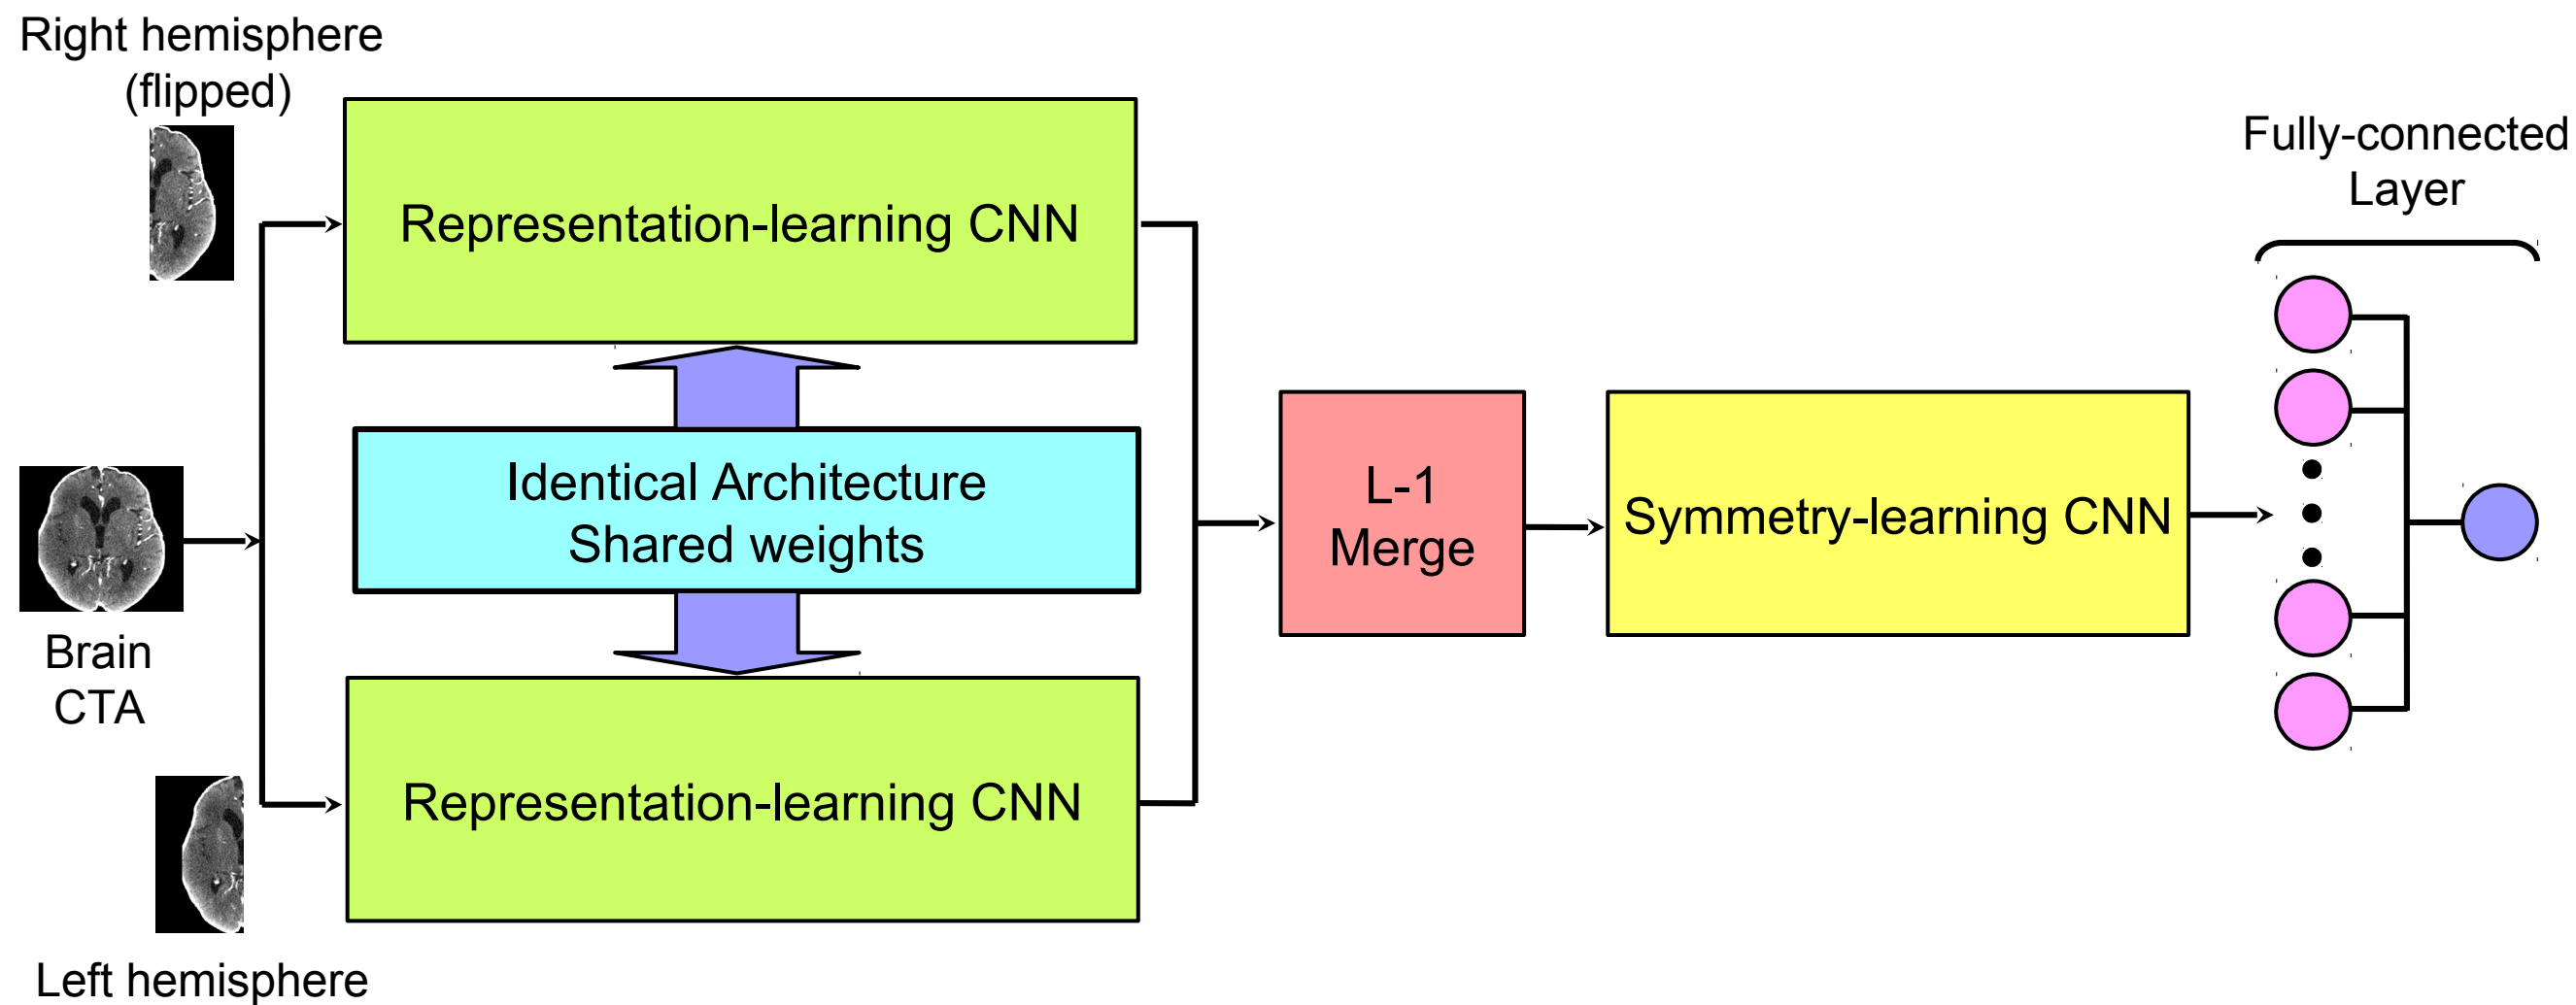 Right hemisphere
(flipped)
Representation-learning CNN
Fully-connected
Layer
Identical Architecture
Shared weights
L-1
Merge
Symmetry-learning CNN
Brain
CTA
Representation-learning CNN
Left hemisphere